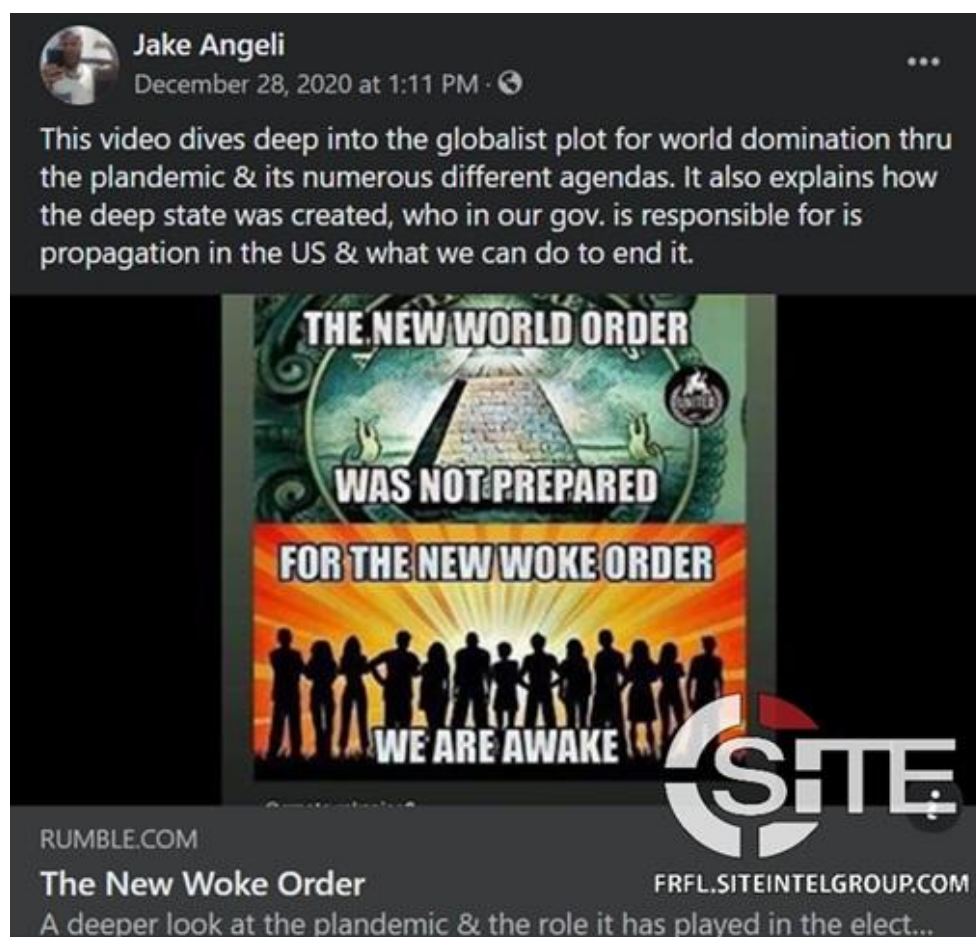 Jake Angeli
December 28, 2020 at 1:11 PM ·
This video dives deep into the globalist plot for world domination thru
the plandemic & its numerous different agendas. It also explains how
the deep state was created, who in our gov. is responsible for is
propagation in the US & what we can do to end it.
THE NEW WORLD ORDER
UNITED
WAS NOT PREPARED
FOR THE NEW WOKE ORDER
WE ARE AWAKE
SITE
RUMBLE.COM
The New Woke Order
FRFL.SITEINTELGROUP.COM
A deeper look at the plandemic & the role it has played in the elect...